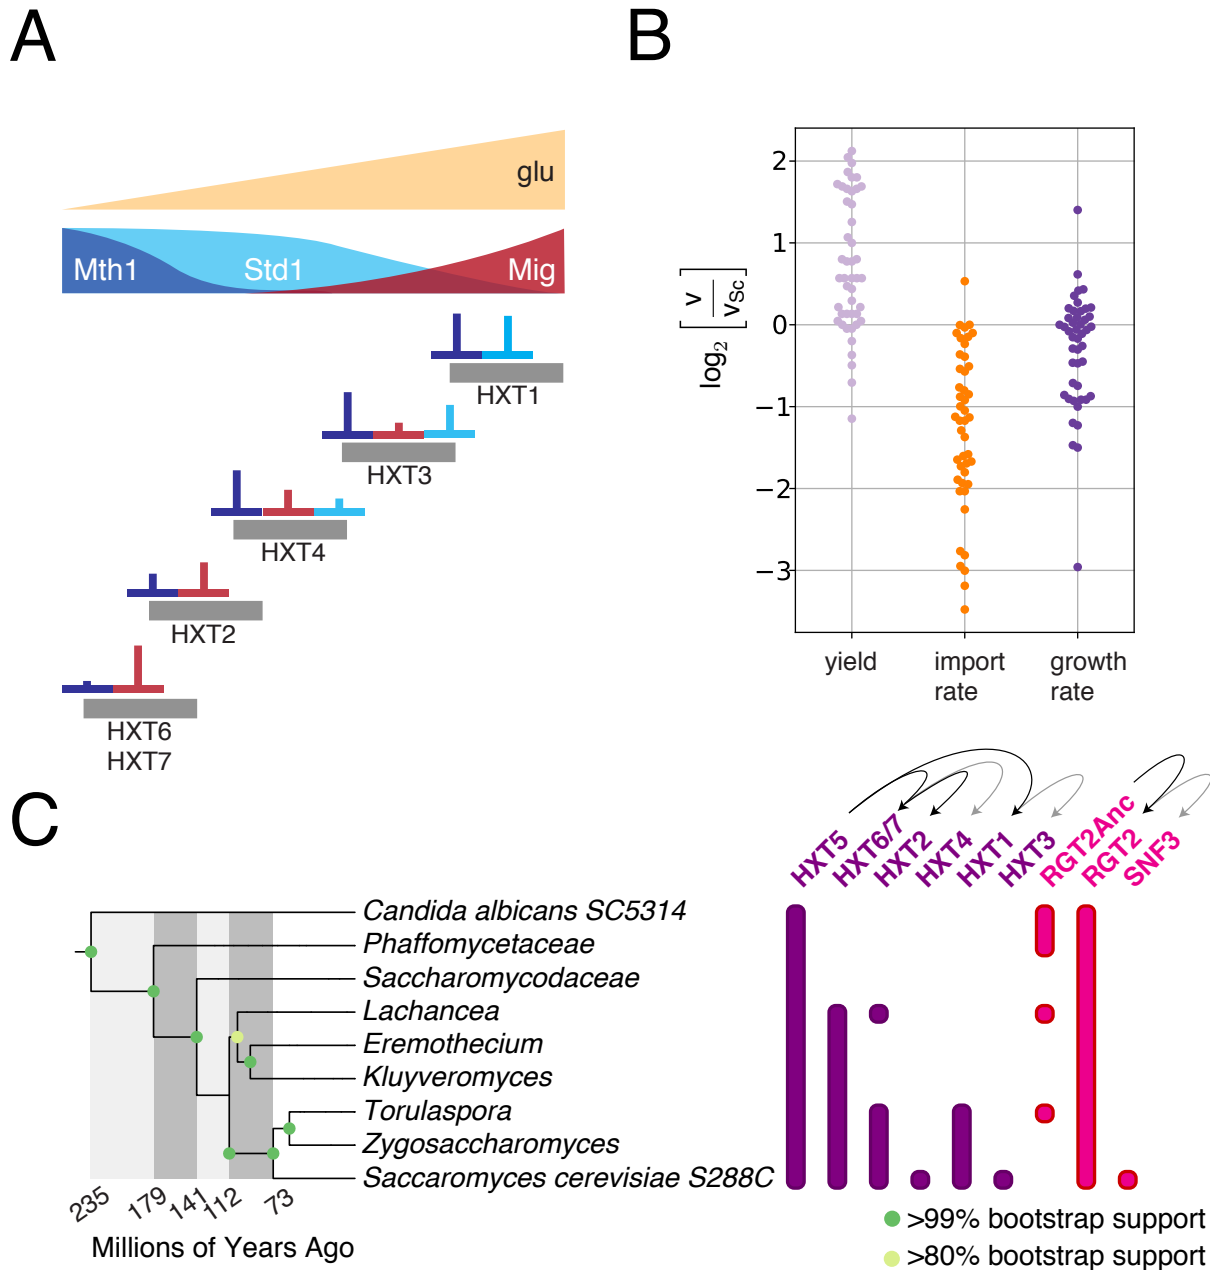 A
glu
Mth1
Std1
Mig
HXT1
HXT3
HXT4
HXT2
HXT6
HXT7
B
log2 [ v / vSc ]
2
1
0
−1
−2
−3
yield
import
rate
growth
rate
C
HXT5
HXT6/7
HXT2
HXT4
HXT1
HXT3
RGT2Anc
RGT2
SNF3
Candida albicans SC5314
Phaffomycetaceae
Saccharomycodaceae
Lachancea
Eremothecium
Kluyveromyces
Torulaspora
Zygosaccharomyces
Saccaromyces cerevisiae S288C
235
179
141
112
73
Millions of Years Ago
>99% bootstrap support
>80% bootstrap support